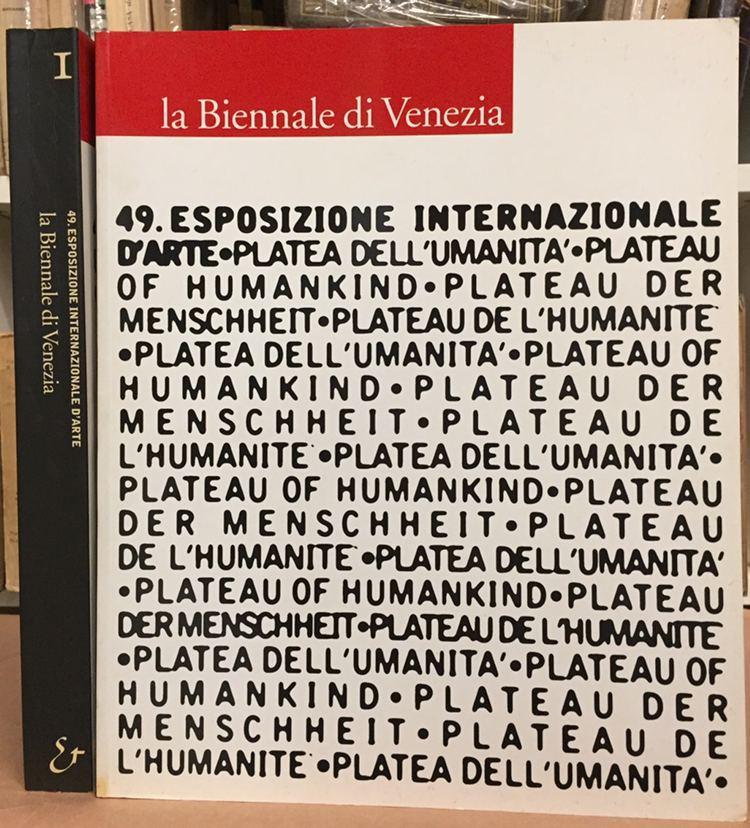 I
49. ESPOSIZIONE INTERNAZIONALE D'ARTE
la Biennale di Venezia
&
la Biennale di Venezia
49. ESPOSIZIONE INTERNAZIONALE
D'ARTE•PLATEA DELL'UMANITA'•PLATEAU
OF HUMANKIND•PLATEAU DER
MENSCHHEIT•PLATEAU DE L'HUMANITE´
•PLATEA DELL'UMANITA'•PLATEAU OF
HUMANKIND•PLATEAU DER
MENSCHHEIT•PLATEAU DE
L'HUMANITE´•PLATEA DELL'UMANITA'•
PLATEAU OF HUMANKIND•PLATEAU
DER MENSCHHEIT•PLATEAU
DE L'HUMANITE´•PLATEA DELL'UMANITA'
•PLATEAU OF HUMANKIND•PLATEAU
DER MENSCHHEIT•PLATEAU DE L'HUMANITE´
•PLATEA DELL'UMANITA'•PLATEAU OF
HUMANKIND•PLATEAU DER
MENSCHHEIT•PLATEAU DE
L'HUMANITE´•PLATEA DELL'UMANITA'•